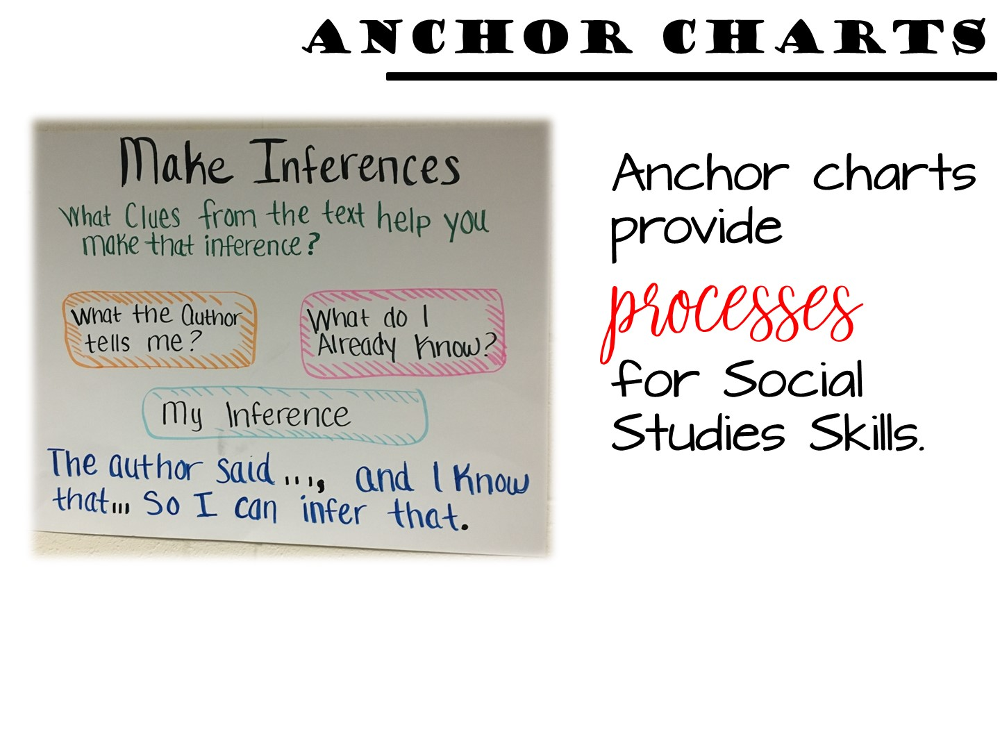 ANCHOR CHARTS
Make Inferences
What Clues from the text help you
make that inference?
What the Author
tells me?
What do I
Already Know?
My Inference
The author said ...., and I Know
that... So I can infer that.
Anchor charts
provide
processes
for Social
Studies Skills.